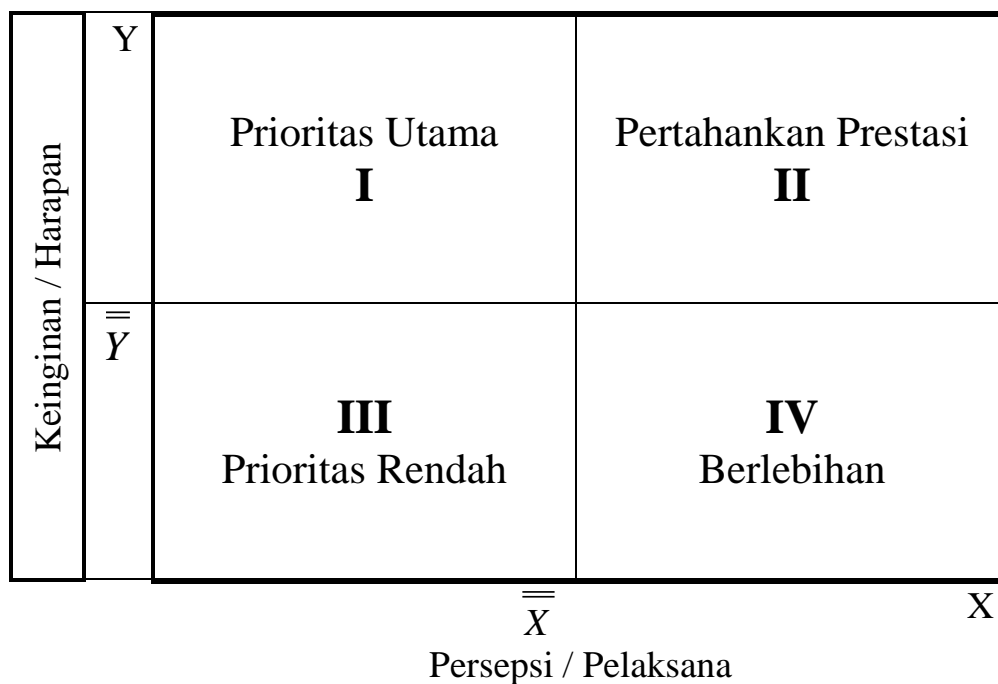 Keinginan / Harapan
Y
Prioritas Utama
I
Pertahankan Prestasi
II
Y
III
Prioritas Rendah
IV
Berlebihan
X
X
Persepsi / Pelaksana